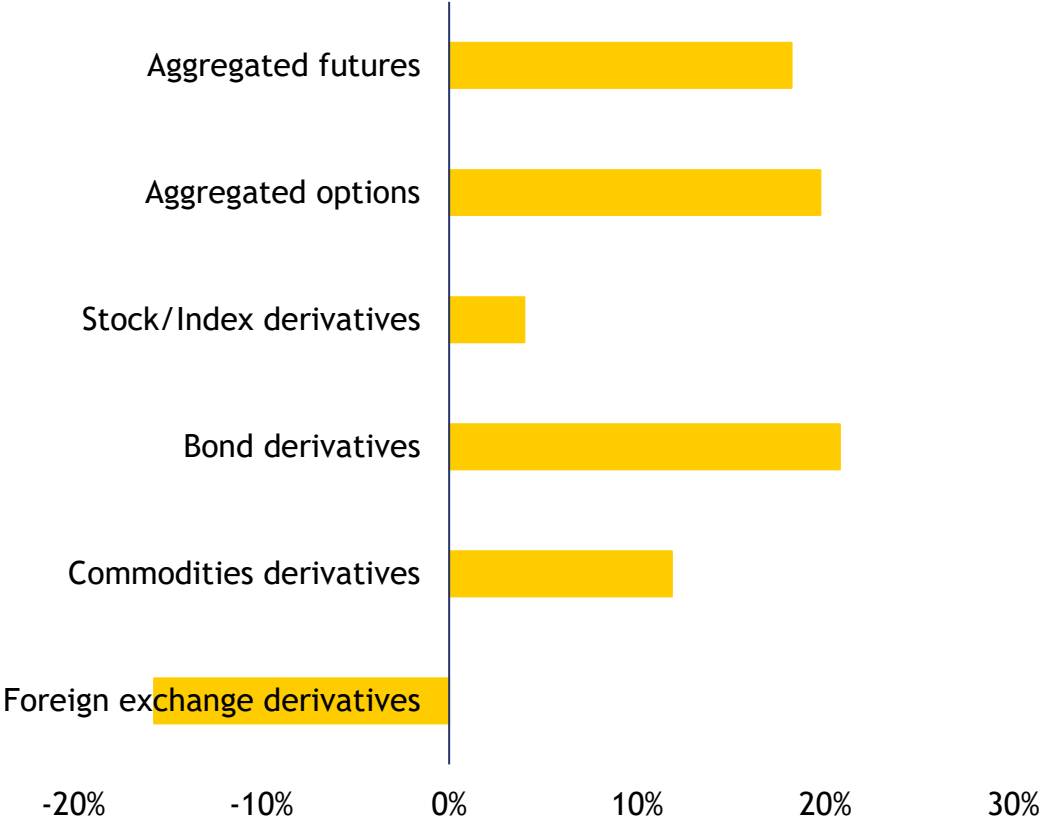 Aggregated futures
Aggregated options
Stock/Index derivatives
Bond derivatives
Commodities derivatives
Foreign exchange derivatives
-20% -10% 0% 10% 20% 30%